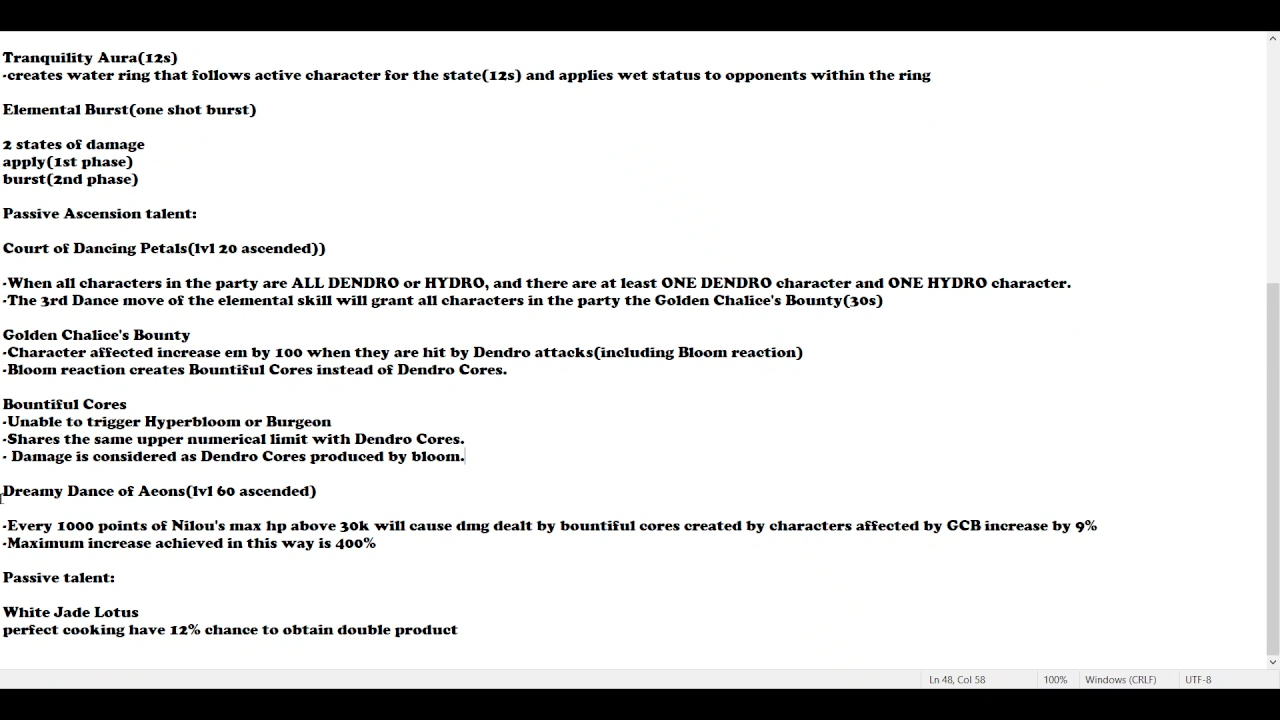 Tranquility Aura(12s)
-creates water ring that follows active character for the state(12s) and applies wet status to opponents within the ring
Elemental Burst(one shot burst)
2 states of damage
apply(1st phase)
burst(2nd phase)
Passive Ascension talent:
Court of Dancing Petals(lvl 20 ascended))
-When all characters in the party are ALL DENDRO or HYDRO, and there are at least ONE DENDRO character and ONE HYDRO character.
-The 3rd Dance move of the elemental skill will grant all characters in the party the Golden Chalice's Bounty(30s)
Golden Chalice's Bounty
-Character affected increase em by 100 when they are hit by Dendro attacks(including Bloom reaction)
-Bloom reaction creates Bountiful Cores instead of Dendro Cores.
Bountiful Cores
-Unable to trigger Hyperbloom or Burgeon
-Shares the same upper numerical limit with Dendro Cores.
- Damage is considered as Dendro Cores produced by bloom.
Dreamy Dance of Aeons(lvl 60 ascended)
-Every 1000 points of Nilou's max hp above 30k will cause dmg dealt by bountiful cores created by characters affected by GCB increase by 9%
-Maximum increase achieved in this way is 400%
Passive talent:
White Jade Lotus
perfect cooking have 12% chance to obtain double product
Ln 48, Col 58
100%
Windows (CRLF)
UTF-8